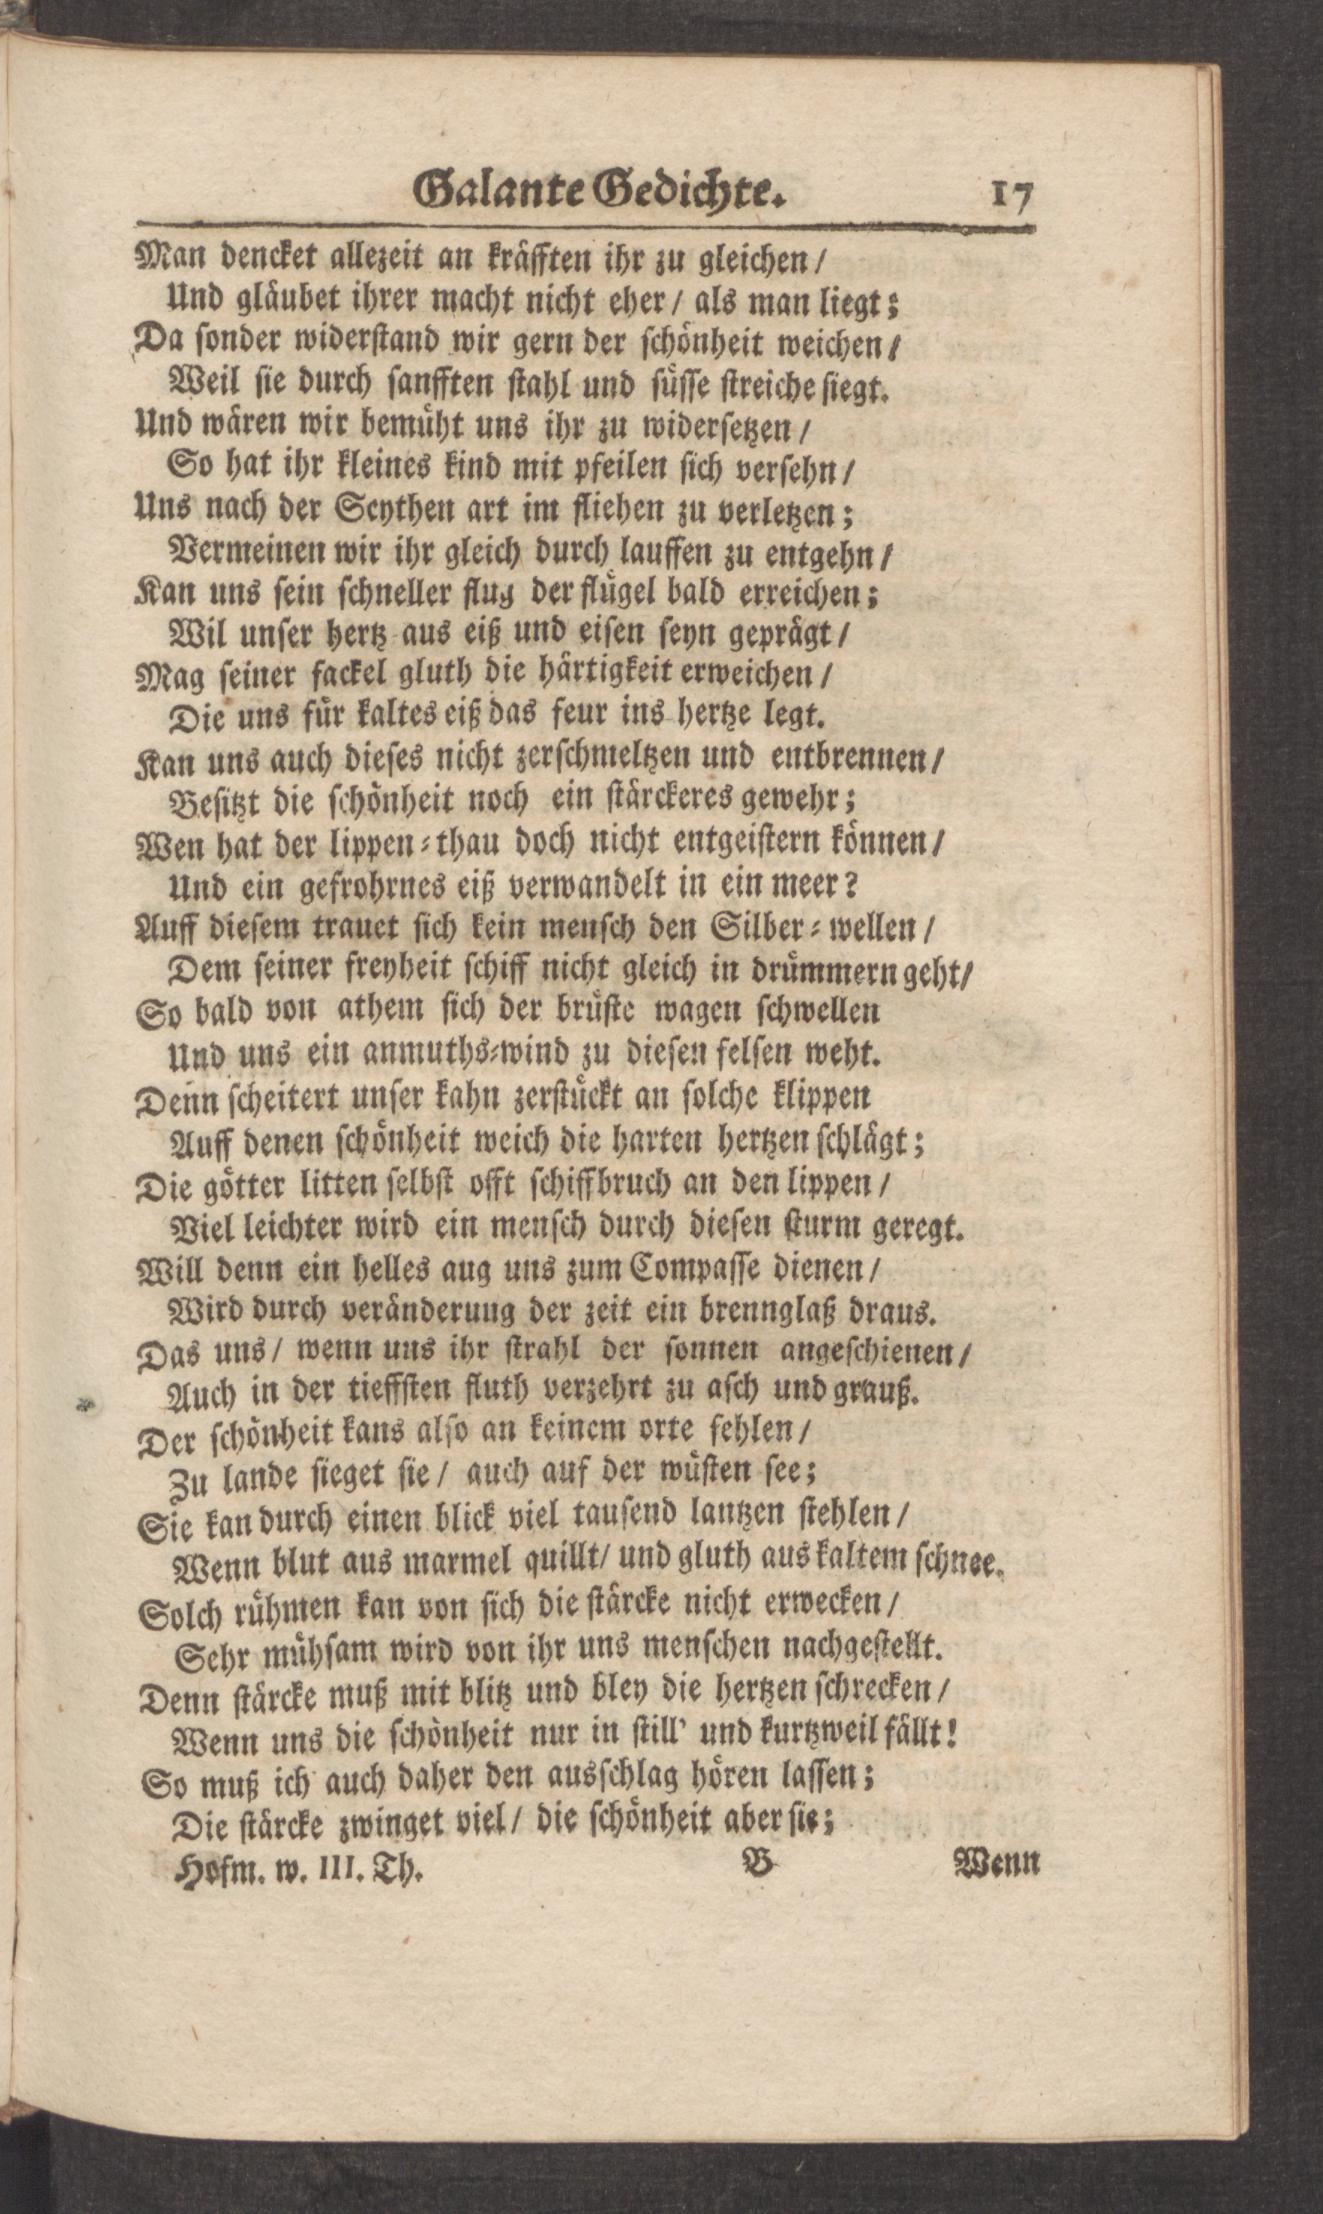 Galante Gedichte. 17
Man dencket allezeit an kräfften ihr zu gleichen/
Und gläubet ihrer macht nicht eher/ als man liegt;
Da sonder widerstand wir gern der schönheit weichen/
Weil sie durch sanfften stahl und süsse streiche siegt.
Und wären wir bemüht uns ihr zu widersetzen/
So hat ihr kleines kind mit pfeilen sich versehn/
Uns nach der Scythen art im fliehen zu verletzen;
Vermeinen wir ihr gleich durch lauffen zu entgehn/
Kan uns sein schneller flug der flügel bald erreichen;
Wil unser hertz aus eiß und eisen seyn geprägt/
Mag seiner fackel gluth die härtigkeit erweichen/
Die uns für kaltes eiß das feur ins hertze legt.
Kan uns auch dieses nicht zerschmeltzen und entbrennen/
Besitzt die schönheit noch ein stärckeres gewehr;
Wen hat der lippen-thau doch nicht entgeistern können/
Und ein gefrohrnes eiß verwandelt in ein meer?
Auff diesem trauet sich kein mensch den Silber-wellen/
Dem seiner freyheit schiff nicht gleich in drümmern geht/
So bald von athem sich der brüste wagen schwellen
Und uns ein anmuths-wind zu diesen felsen weht.
Denn scheitert unser kahn zerstückt an solche klippen
Auff denen schönheit weich die harten hertzen schlägt;
Die götter litten selbst offt schiffbruch an den lippen/
Viel leichter wird ein mensch durch diesen sturm geregt.
Will denn ein helles aug uns zum Compasse dienen/
Wird durch veränderung der zeit ein brennglaß draus.
Das uns/ wenn uns ihr strahl der sonnen angeschienen/
Auch in der tieffsten fluth verzehrt zu asch und grauß.
Der schönheit kans also an keinem orte fehlen/
Zu lande sieget sie/ auch auf der wüsten see;
Sie kan durch einen blick viel tausend lantzen stehlen/
Wenn blut aus marmel quillt/ und gluth aus kaltem schnee.
Solch rühmen kan von sich die stärcke nicht erwecken/
Sehr mühsam wird von ihr uns menschen nachgestellt.
Denn stärcke muß mit blitz und bley die hertzen schrecken/
Wenn uns die schönheit nur in still' und kurtzweil fällt!
So muß ich auch daher den ausschlag hören lassen;
Die stärcke zwinget viel/ die schönheit aber sie;
Hofm. w. III. Th. B Wenn